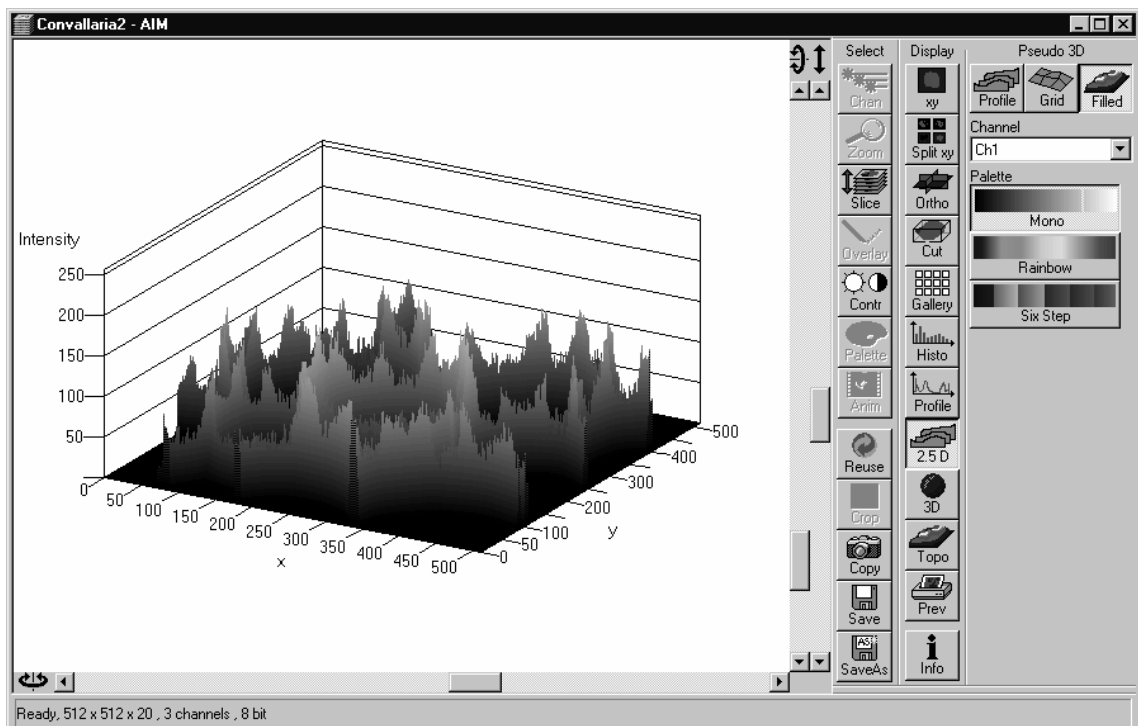 Convallaria2 - AIM
Intensity
250
200
150
100
50
0
50
100
150
200
250
300
350
400
450
500
x
0
50
100
200
300
400
500
y
Select
Chan
Zoom
Slice
Overlay
Contr
Palette
Anim
Reuse
Crop
Copy
Save
AS
SaveAs
Display
xy
Split xy
Ortho
Cut
Gallery
Histo
Profile
2.5 D
3D
Topo
Prev
Info
Pseudo 3D
Profile
Grid
Filled
Channel
Ch1
Palette
Mono
Rainbow
Six Step
Ready, 512 x 512 x 20 , 3 channels , 8 bit